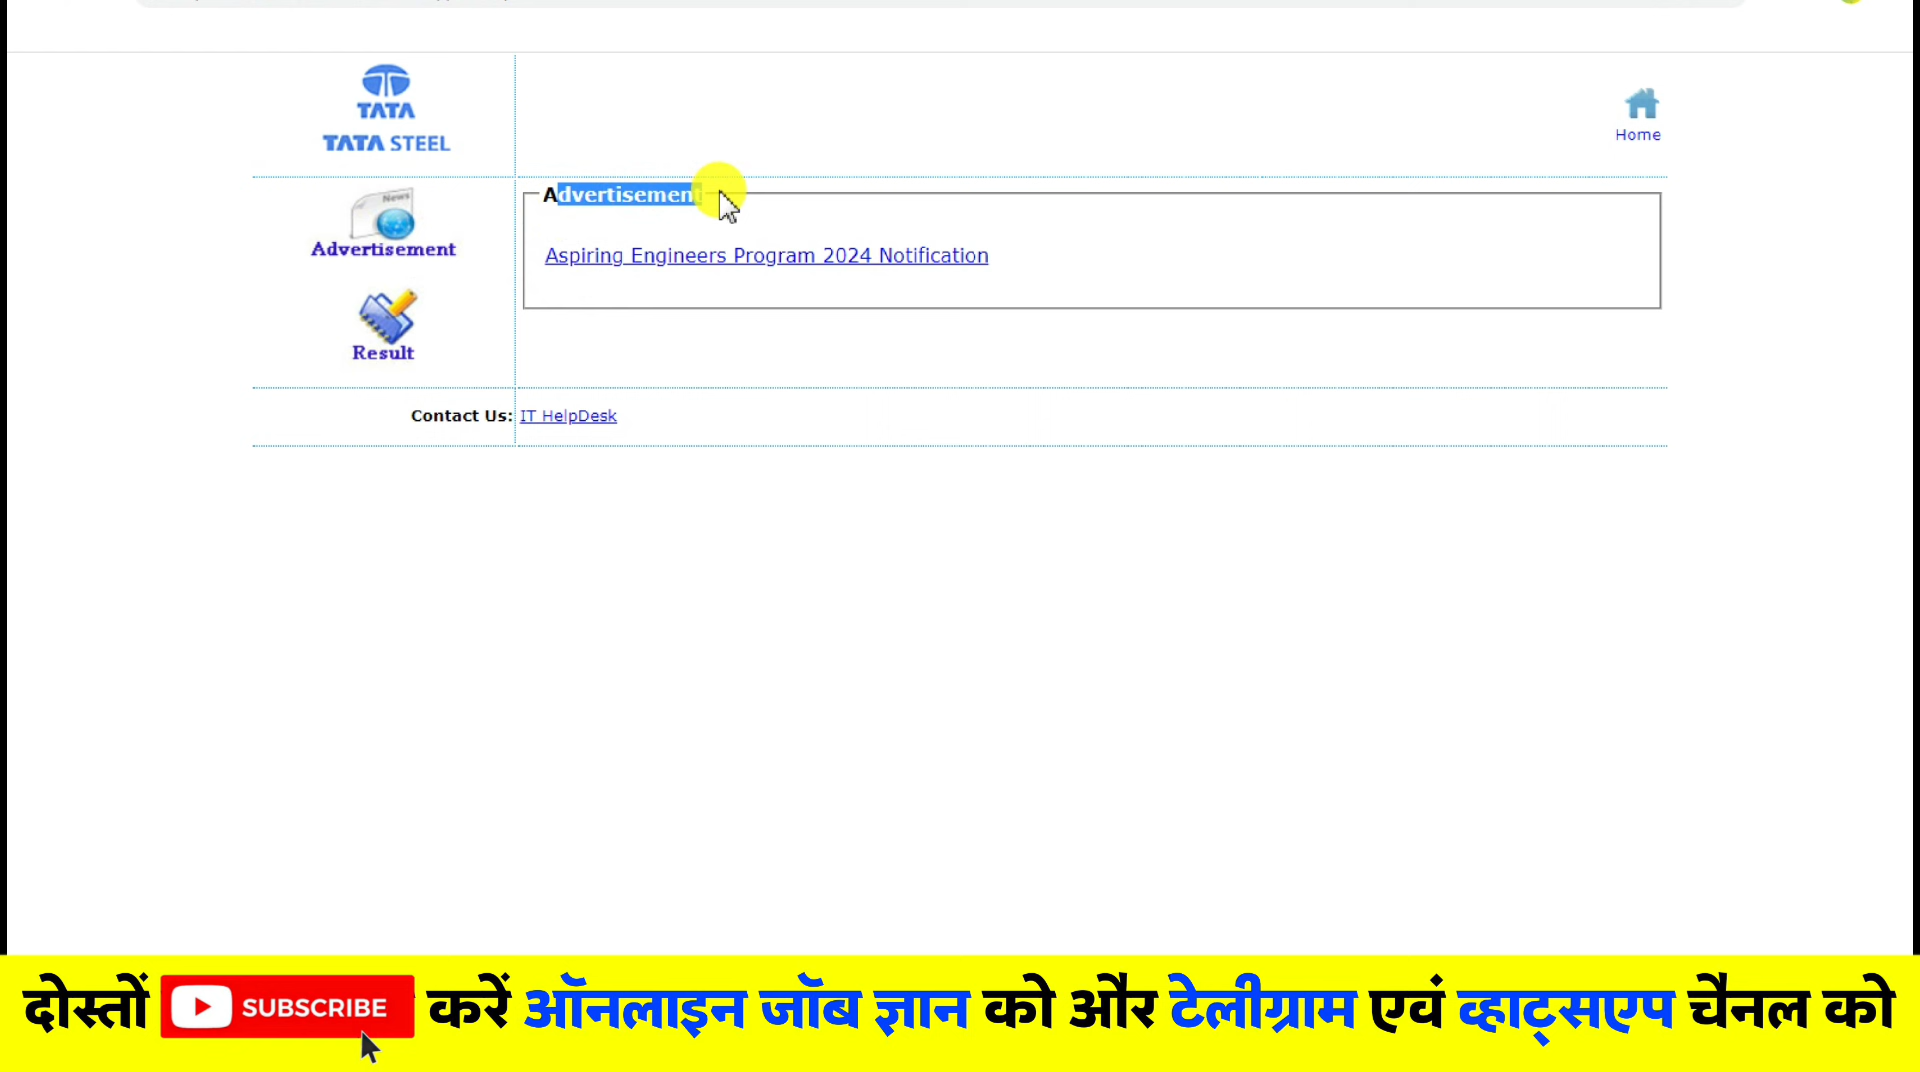 TATA
TATA STEEL
Home
News
Advertisement
Advertisement
Aspiring Engineers Program 2024 Notification
Result
Contact Us: IT HelpDesk
दोस्तों SUBSCRIBE करें ऑनलाइन जॉब ज्ञान को और टेलीग्राम एवं व्हाट्सएप चैनल को